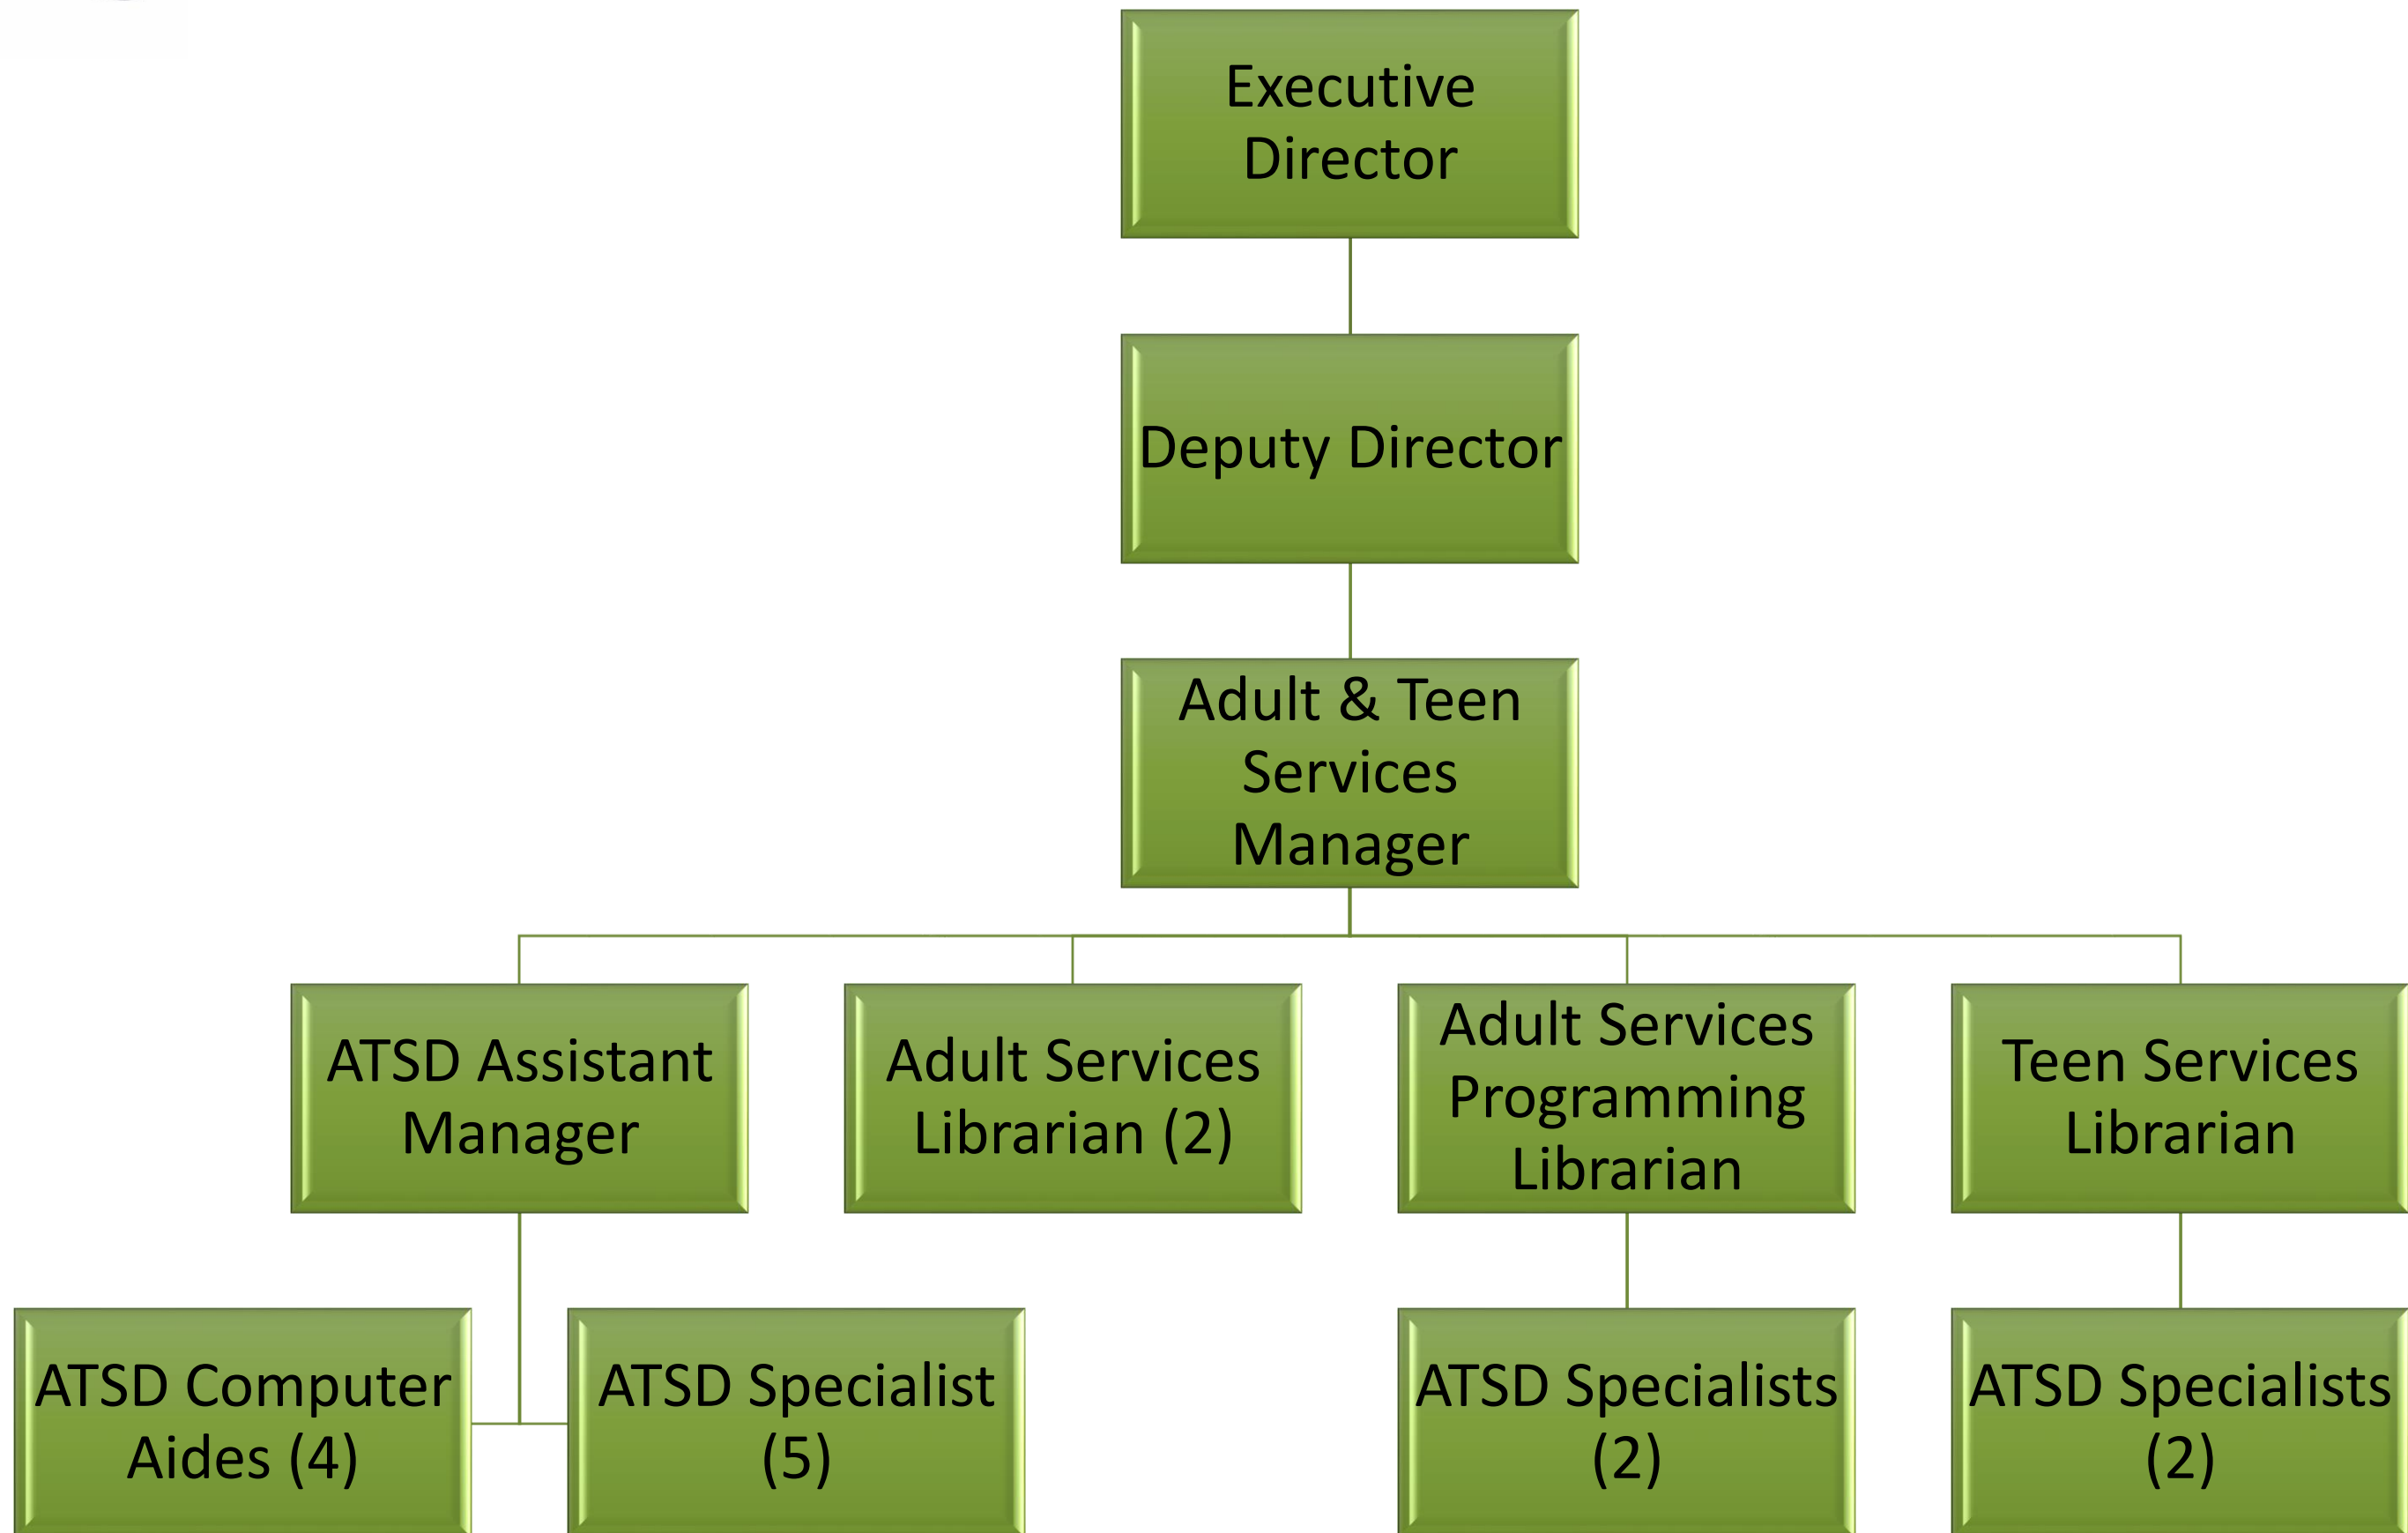 Executive
Director
Deputy Director
Adult & Teen
Services
Manager
ATSD Assistant
Manager
Adult Services
Librarian (2)
Adult Services
Programming
Librarian
Teen Services
Librarian
ATSD Computer
Aides (4)
ATSD Specialist
(5)
ATSD Specialists
(2)
ATSD Specialists
(2)